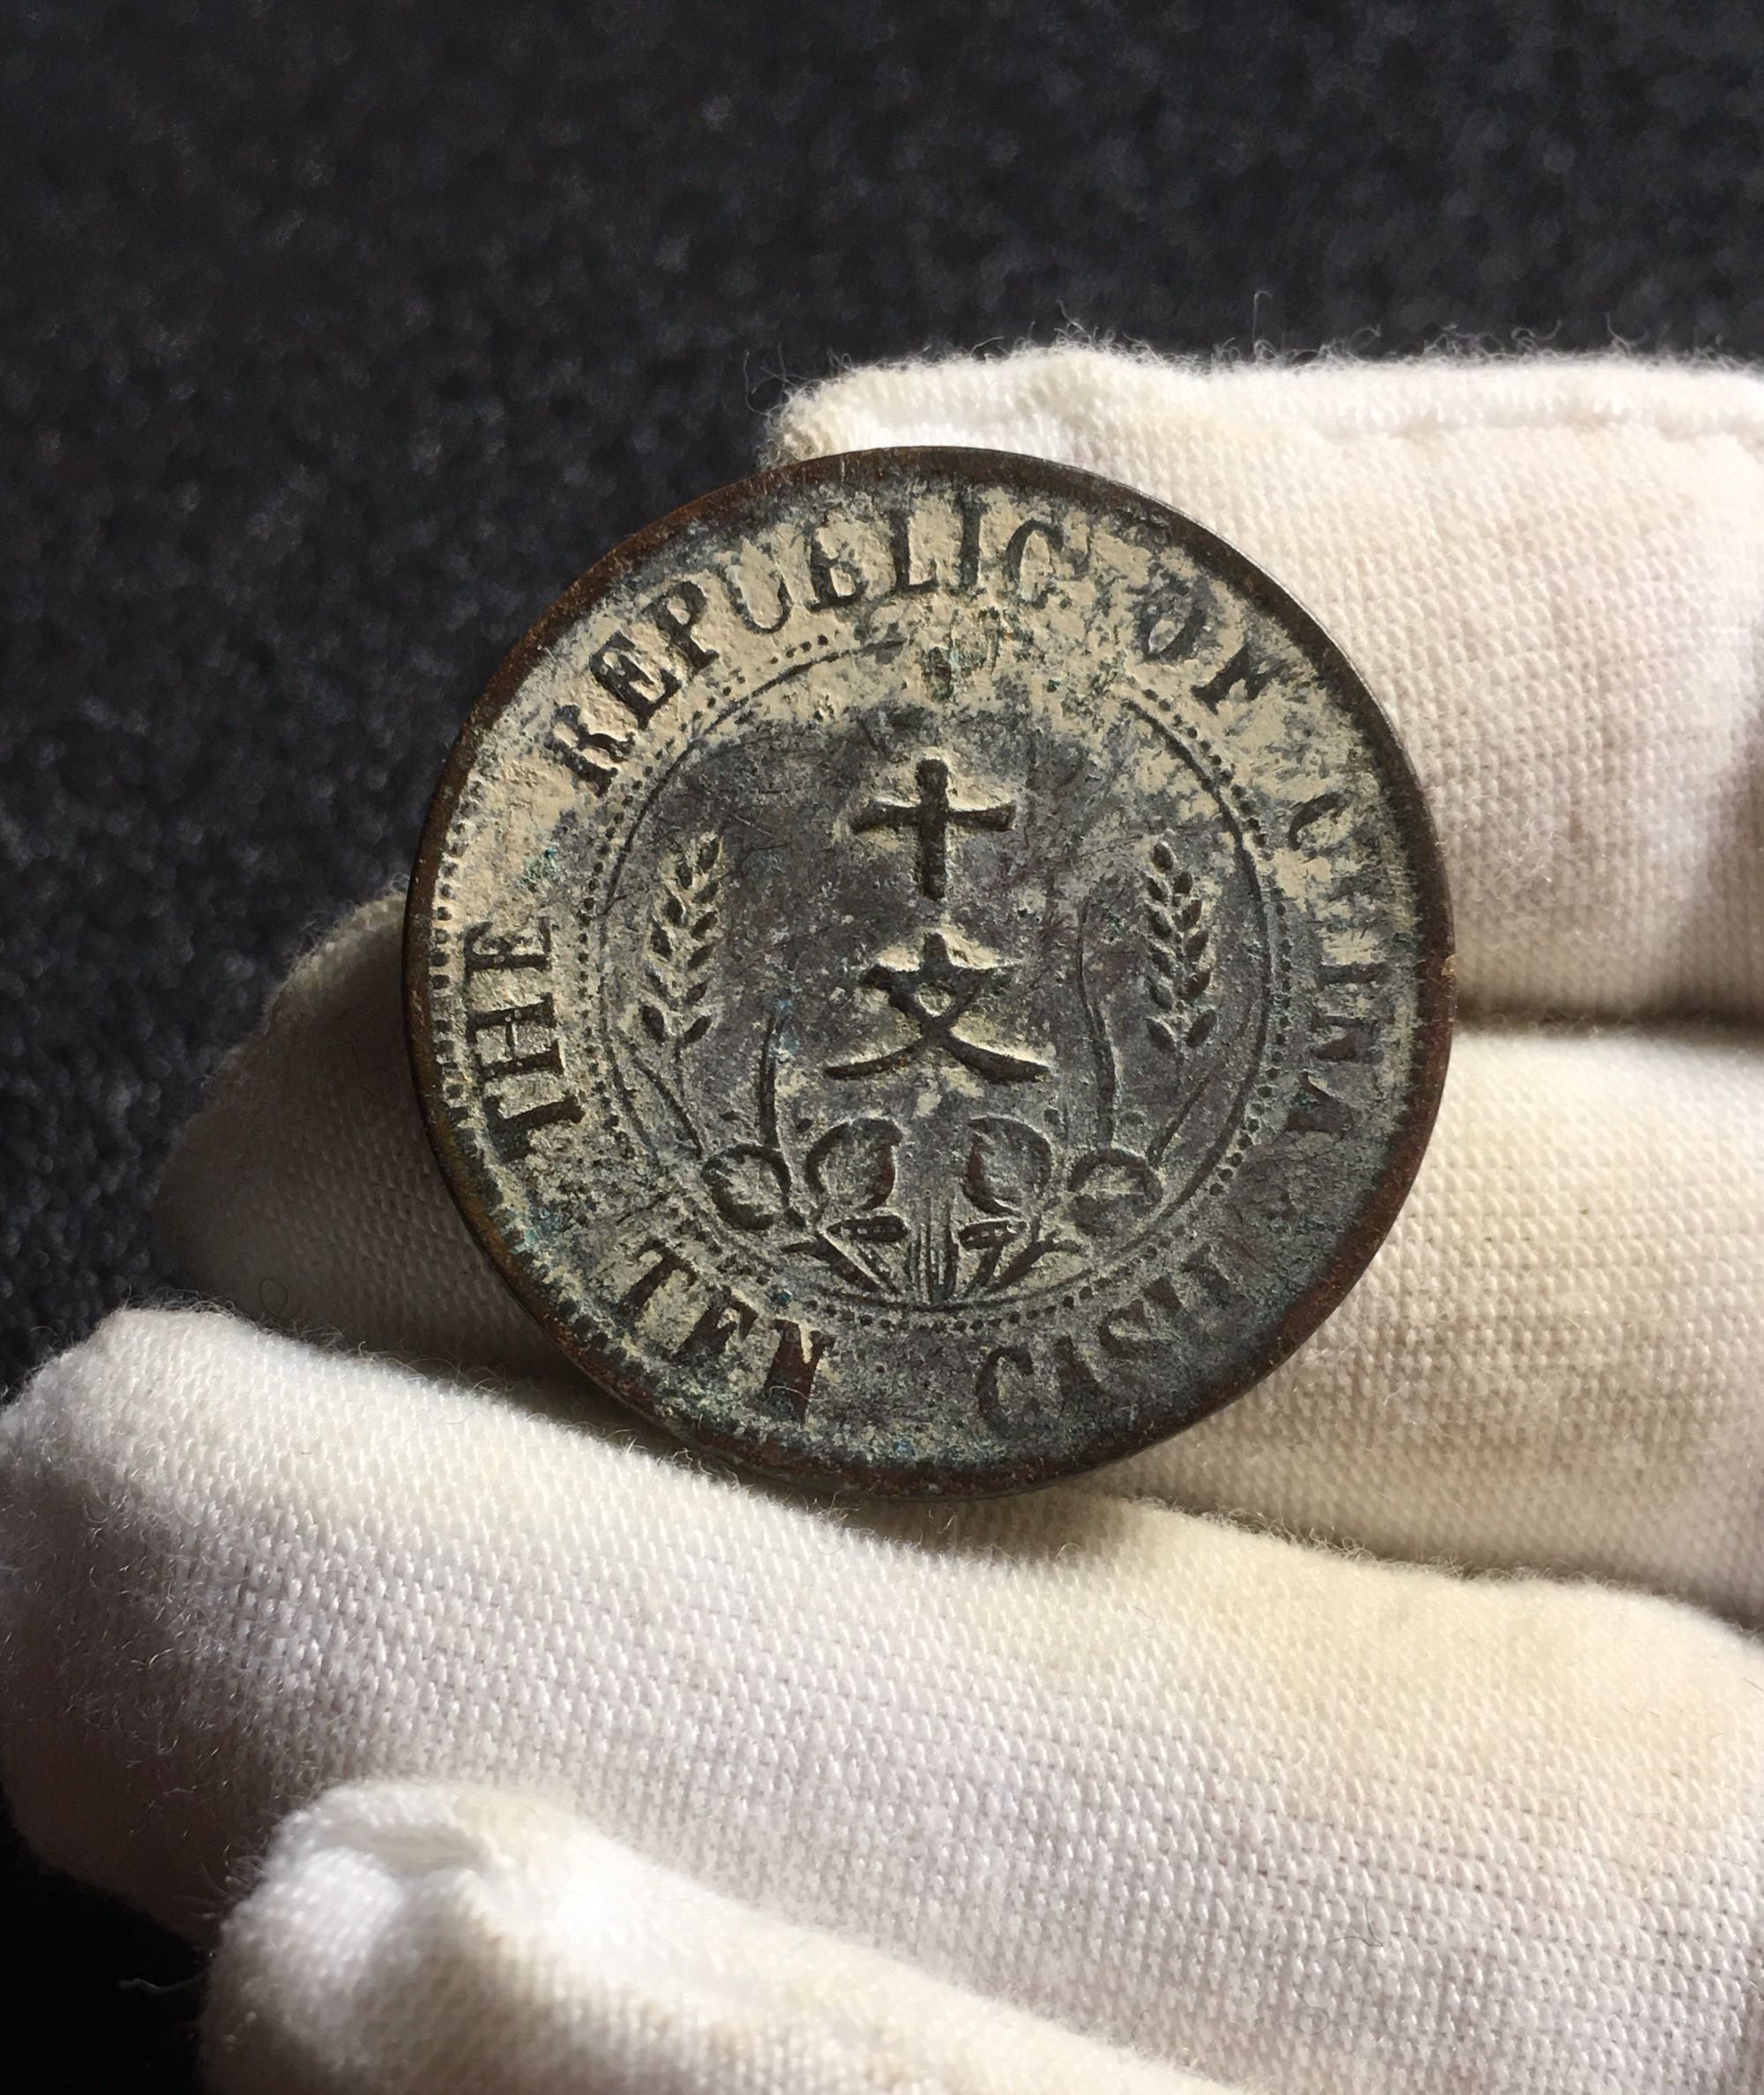 THE REPUBLIC OF CHINA
十
文
TEN CASH